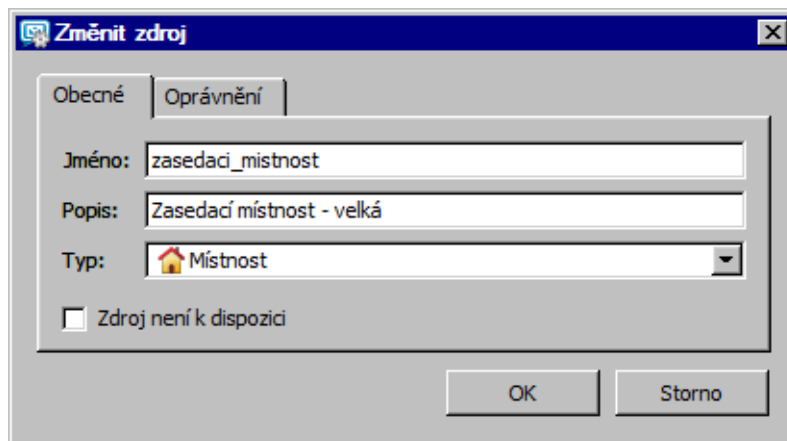 Změnit zdroj
Obecné Oprávnění
Jméno: zasedaci_mistnost
Popis: Zasedací místnost - velká
Typ: Místnost
Zdroj není k dispozici
OK Storno